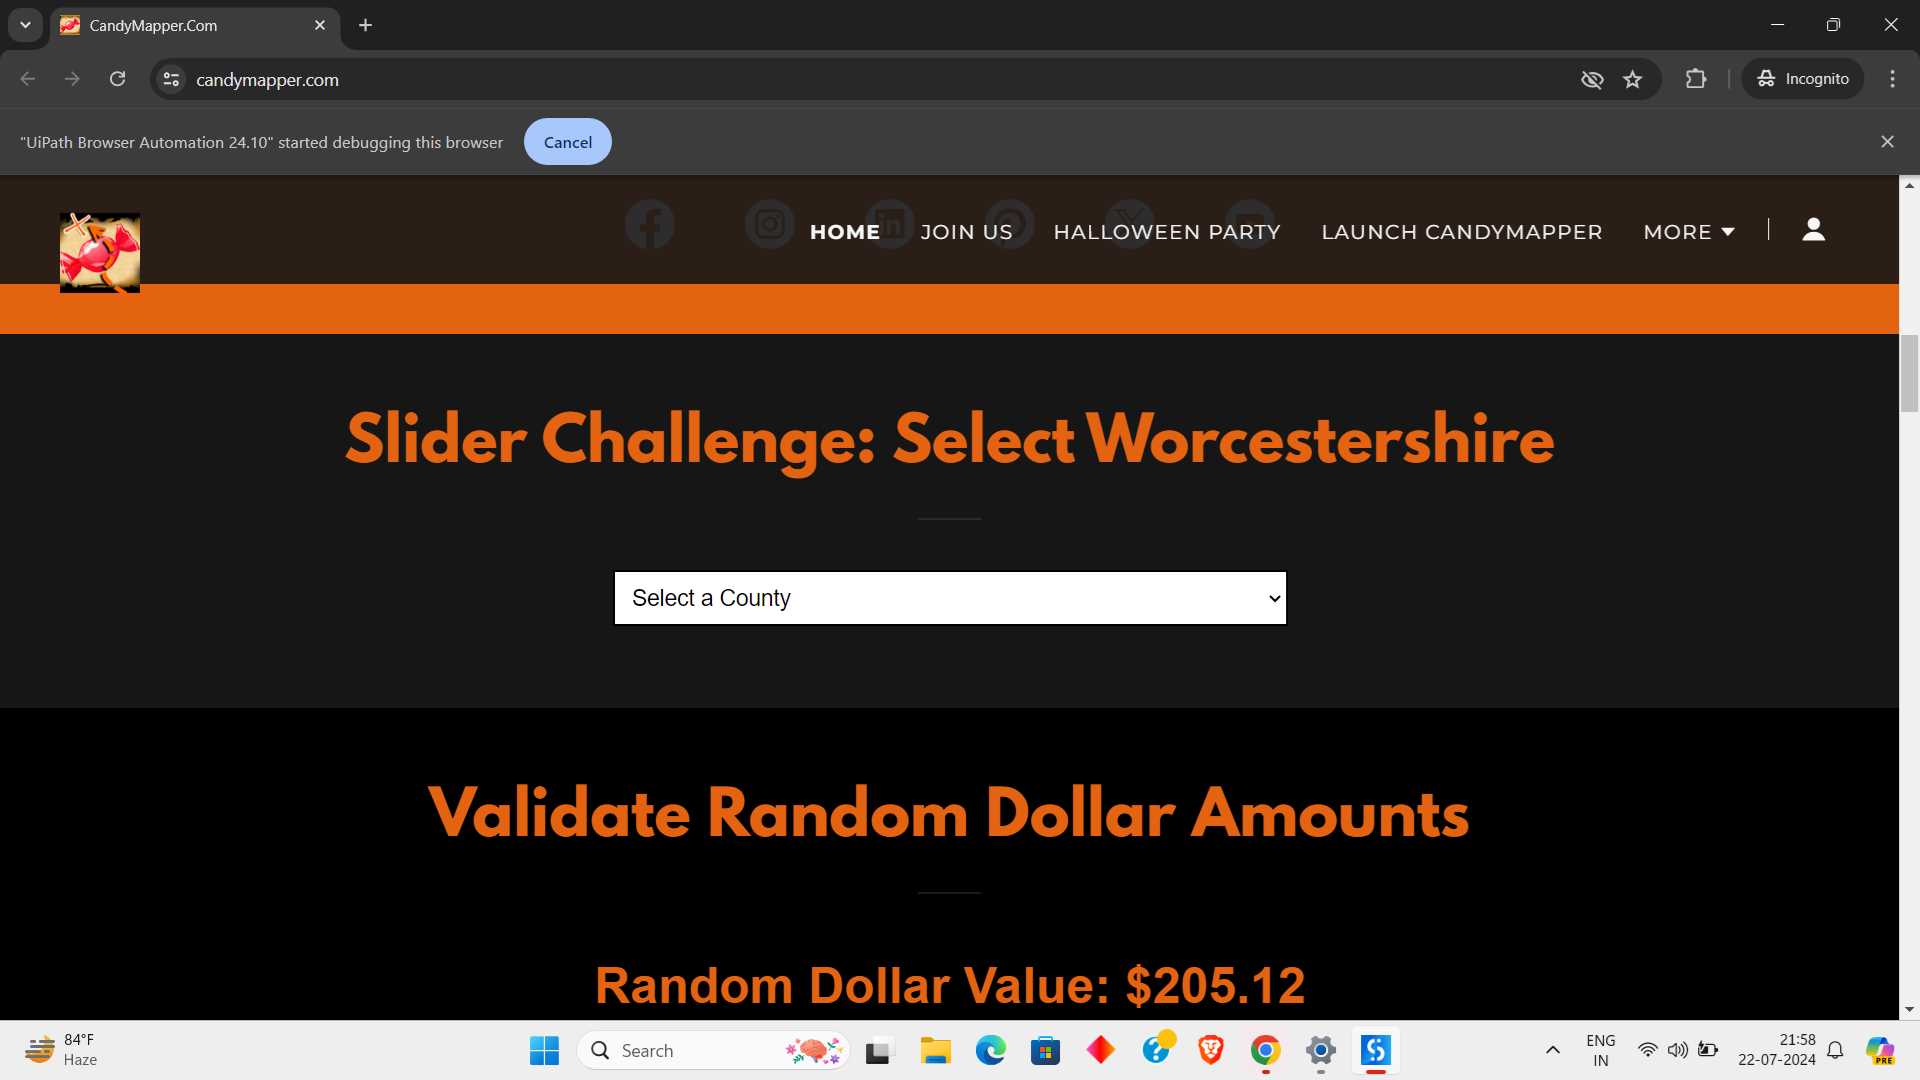 CandyMapper.Com
candymapper.com
Incognito
"UiPath Browser Automation 24.10" started debugging this browser
Cancel
HOME JOIN US HALLOWEEN PARTY LAUNCH CANDYMAPPER MORE
Slider Challenge: Select Worcestershire
Select a County
Validate Random Dollar Amounts
Random Dollar Value: $205.12
84°F
Haze
Search
ENG
IN
21:58
22-07-2024
PRE